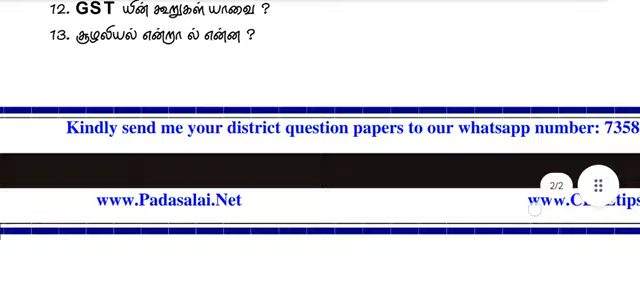 12. GST யின் கூறுகள் யாவை ?
13. சூழலியல் என்றா ல் என்ன ?
Kindly send me your district question papers to our whatsapp number: 7358
2/2
www.Padasalai.Net